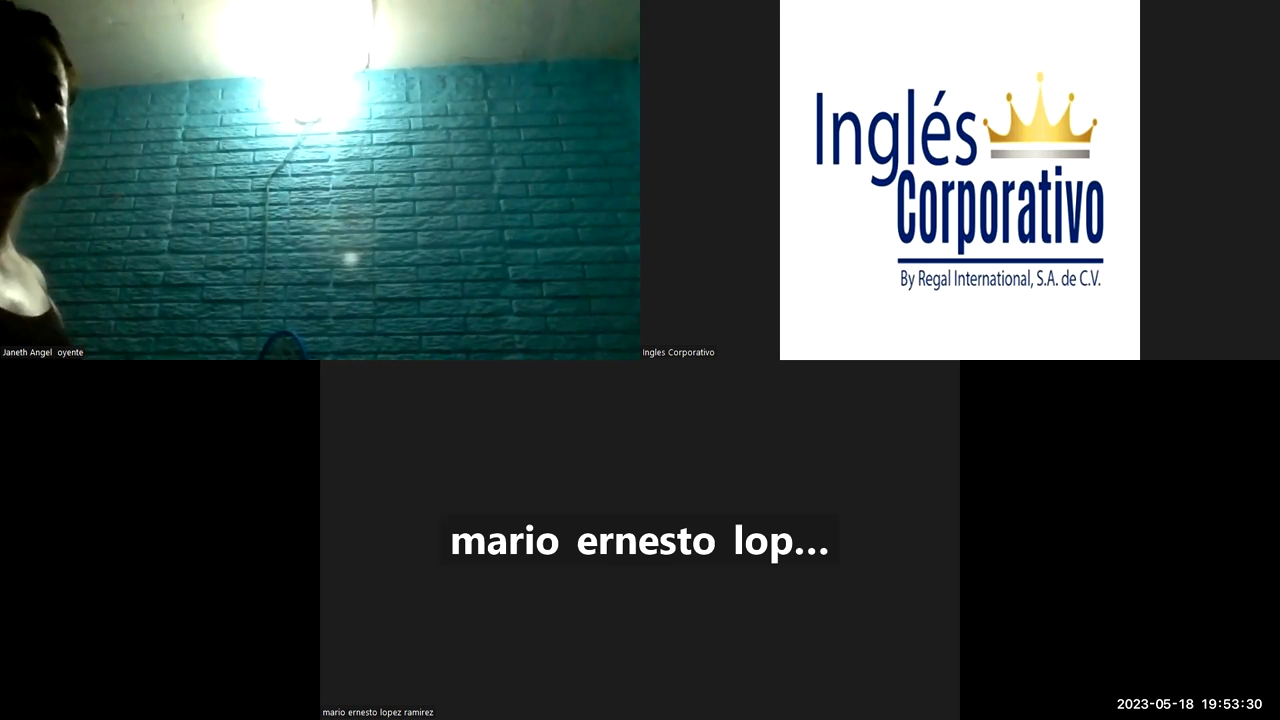 Inglés
Corporativo
By Regal International, S.A. de C.V.
Janeth Angel oyente
Ingles Corporativo
mario ernesto lop...
mario ernesto lopez ramirez
2023-05-18 19:53:30